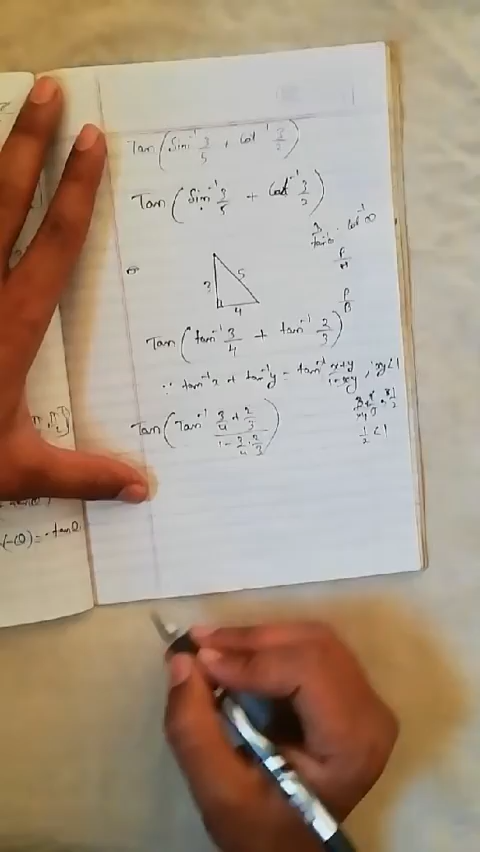 Tan(Sin⁻¹ 3/5 + Cot⁻¹ 3/2)
Tan(Sin⁻¹ 3/5 + Cot⁻¹ 3/2)
P/H
3 5
4
P/B
Tan(tan⁻¹ 3/4 + tan⁻¹ 2/3)
∵ tan⁻¹x + tan⁻¹y = tan⁻¹ x+y/1-xy, xy<1
Tan(Tan⁻¹ 3/4 + 2/3 / 1 - 3/4 · 2/3)
1/2 < 1
(-θ) = -tanθ